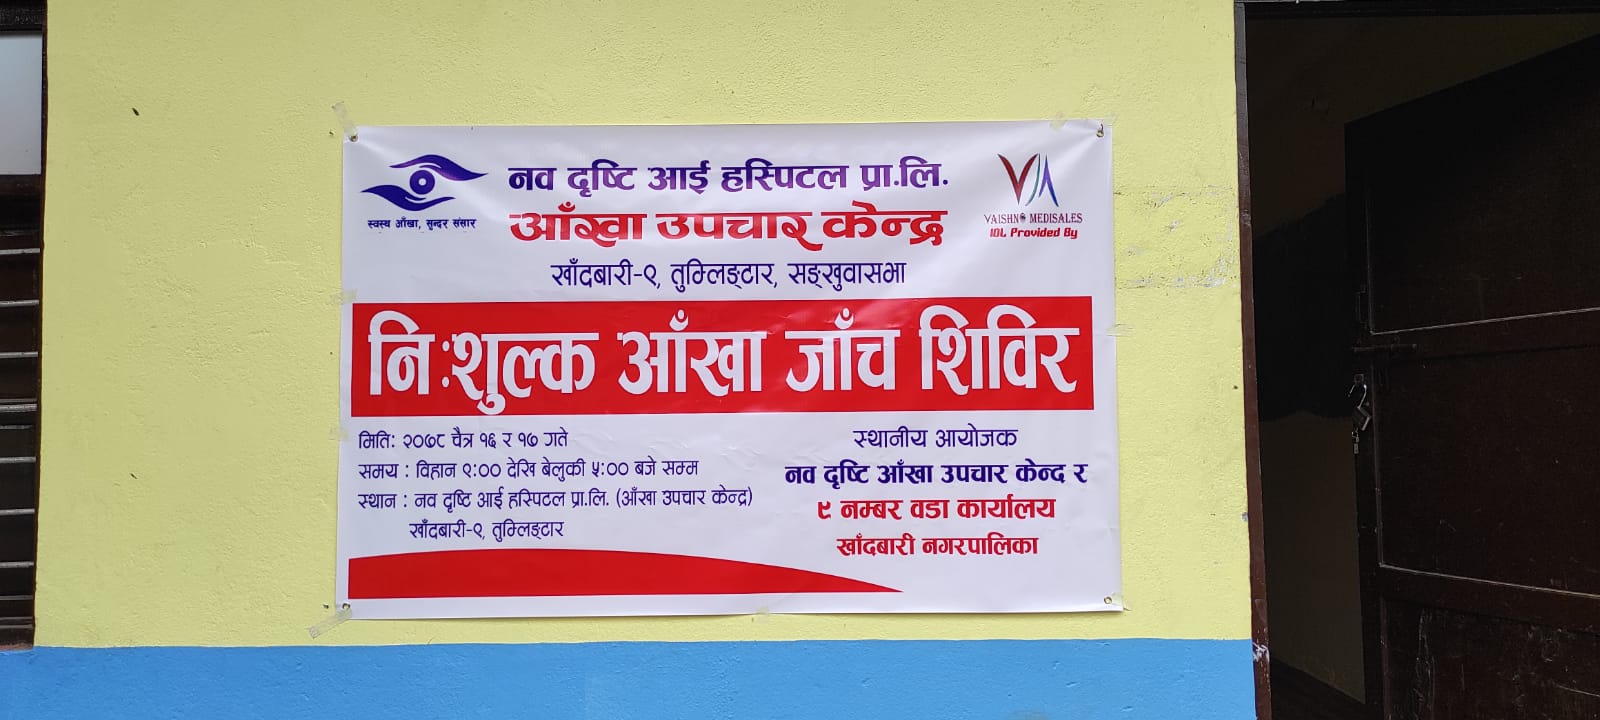 नव दृष्टि आई हस्पिटल प्रा.लि.
आँखा उपचार केन्द्र
खाँदबारी-९, तुम्लिङ्टार, सङ्खुवासभा
स्वस्थ आँखा, सुन्दर संसार
VAISHNO MEDISALES
IOL Provided By
निःशुल्क आँखा जाँच शिविर
मितिः २०७८ चैत्र १६ र १७ गते
समय : विहान ९:०० देखि बेलुकी ५:०० बजे सम्म
स्थान : नव दृष्टि आई हस्पिटल प्रा.लि. (आँखा उपचार केन्द्र)
खाँदबारी-९, तुम्लिङ्टार
स्थानीय आयोजक
नव दृष्टि आँखा उपचार केन्द र
९ नम्बर वडा कार्यालय
खाँदबारी नगरपालिका